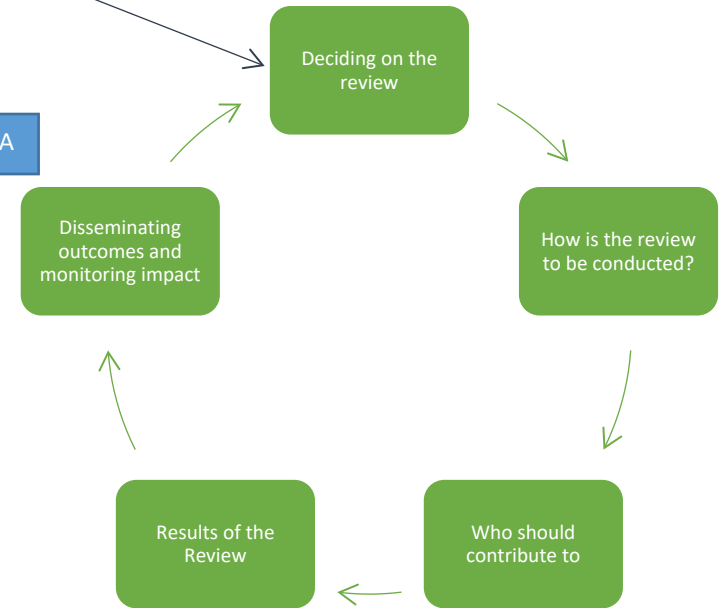 Deciding on the
review
A
Disseminating
outcomes and
monitoring impact
How is the review
to be conducted?
Results of the
Review
Who should
contribute to